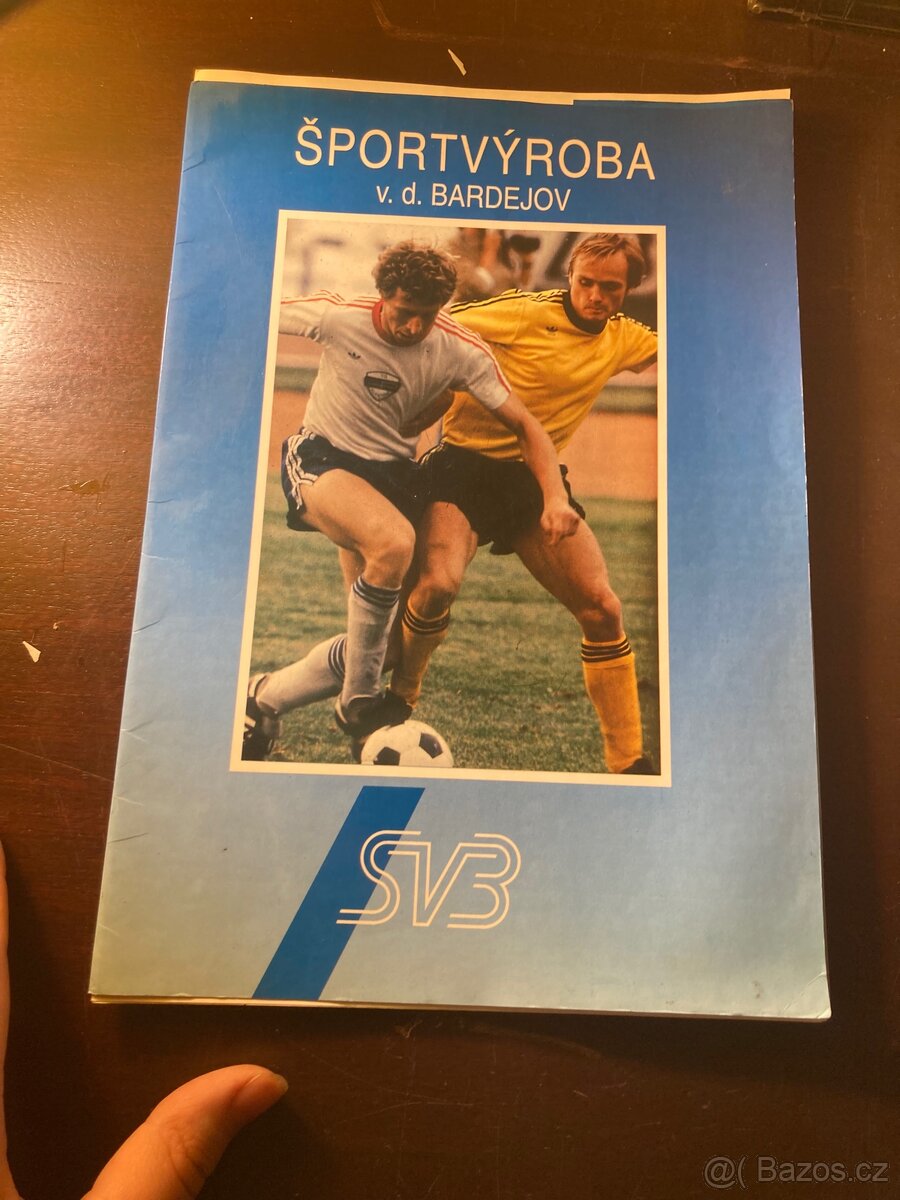 ŠPORTVÝROBA
v. d. BARDEJOV
SVB
@( Bazos.cz